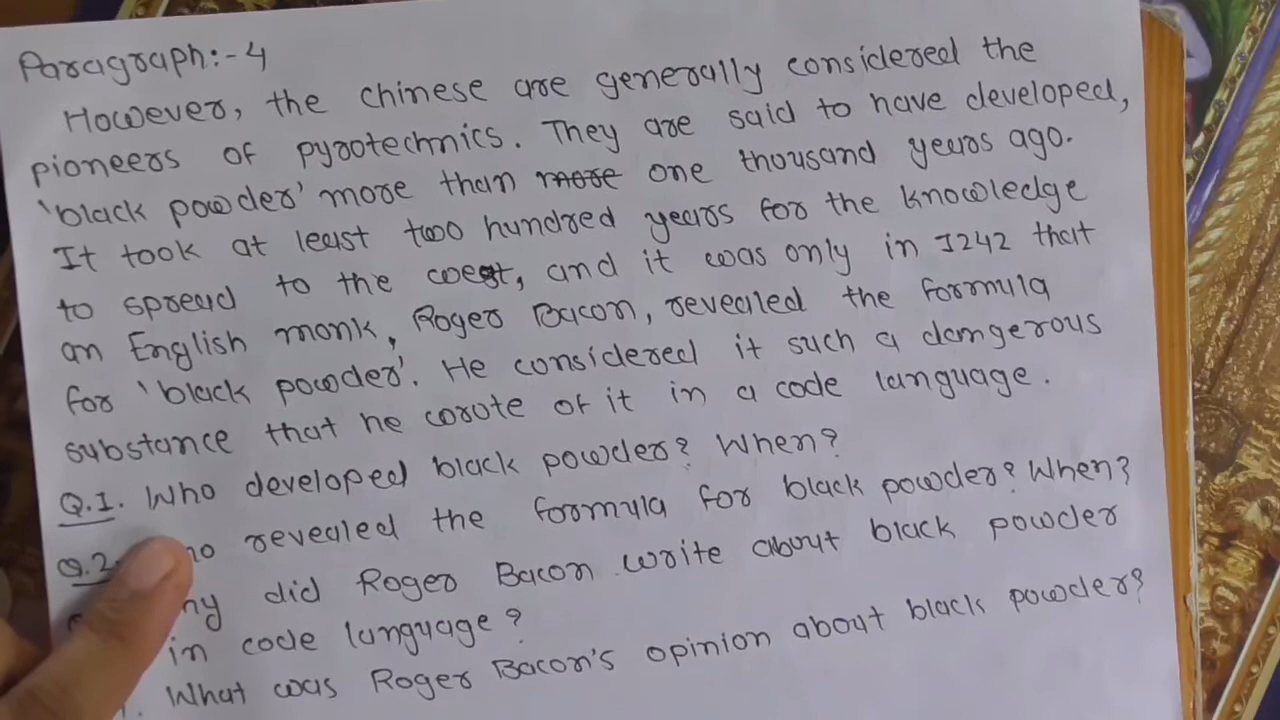 Paragraph:- 4
However, the chinese are generally considered the
pioneers of pyrotechnics. They are said to have developed,
'black powder' more than more one thousand years ago.
It took at least two hundred years for the knowledge
to spread to the west, and it was only in 1242 that
an English monk, Roger Bacon, revealed the formula
for 'black powder'. He considered it such a dangerous
substance that he wrote of it in a code language.
Q.1. Who developed black powder? When?
Q.2. revealed the formula for black powder? When?
did Roger Bacon write about black powder
in code language?
What was Roger Bacon's opinion about black powder?